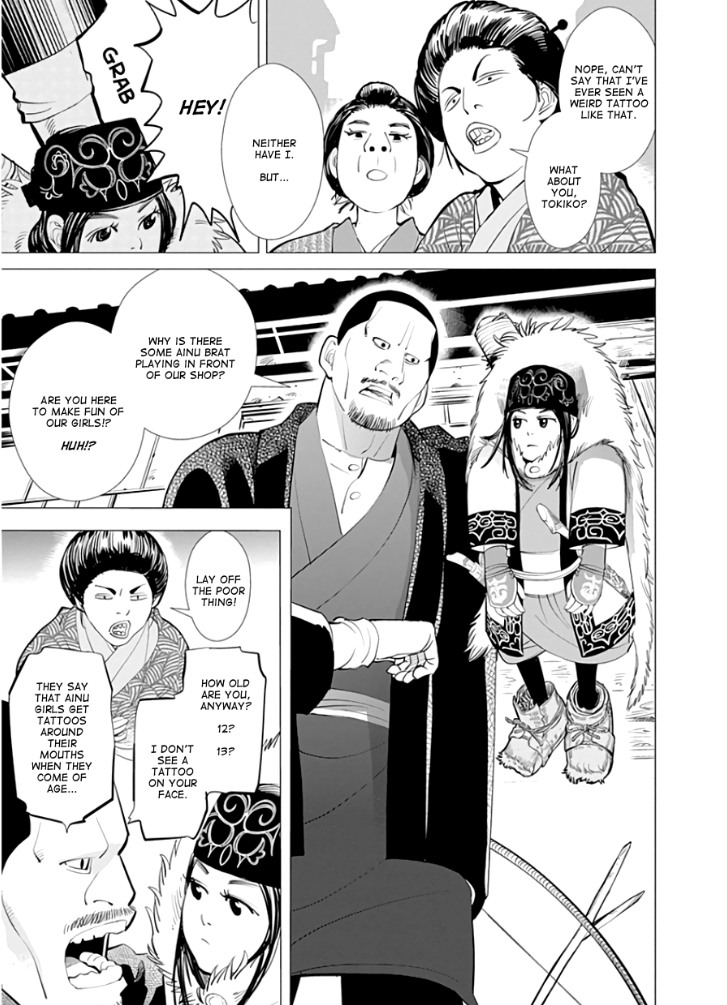 NOPE, CAN'T
SAY THAT I'VE
EVER SEEN A
WEIRD TATTOO
LIKE THAT.
WHAT
ABOUT
YOU,
TOKIKO?
NEITHER
HAVE I.
BUT...
HEY!
GRAB
WHY IS THERE
SOME AINU BRAT
PLAYING IN FRONT
OF OUR SHOP?
ARE YOU HERE
TO MAKE FUN OF
OUR GIRLS!?
HUH!?
LAY OFF
THE POOR
THING!
HOW OLD
ARE YOU,
ANYWAY?
12?
13?
I DON'T
SEE A
TATTOO
ON YOUR
FACE.
THEY SAY
THAT AINU
GIRLS GET
TATTOOS
AROUND
THEIR
MOUTHS
WHEN THEY
COME OF
AGE...